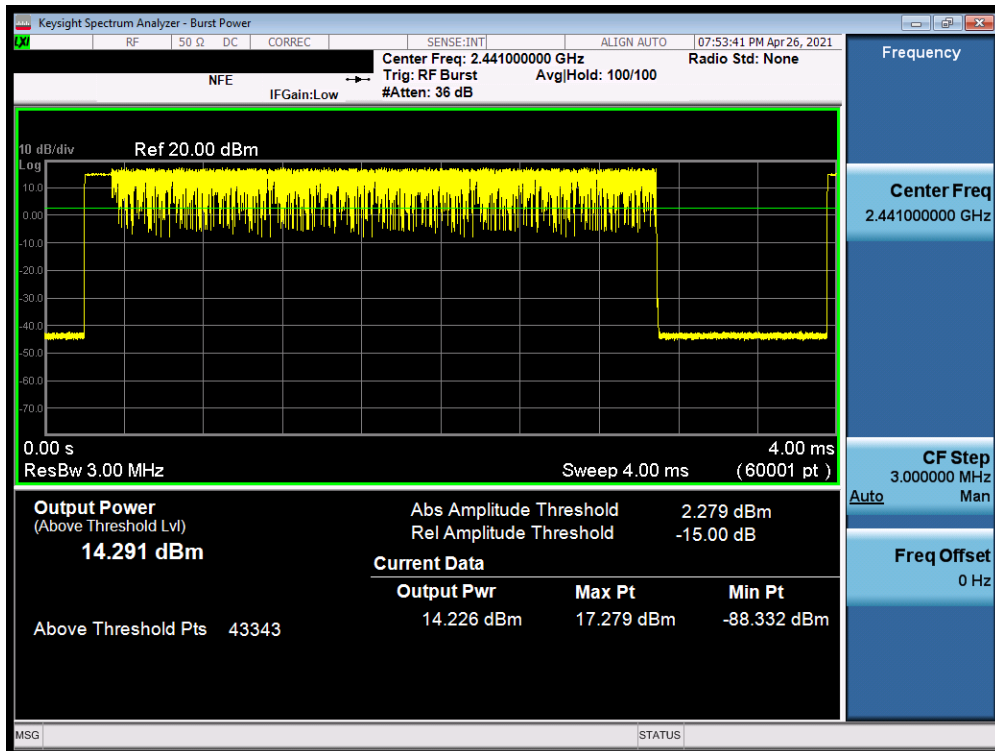 Keysight Spectrum Analyzer - Burst Power
LXI RF 50 Ω DC CORREC SENSE:INT ALIGN AUTO 07:53:41 PM Apr 26, 2021
Center Freq: 2.441000000 GHz Radio Std: None
NFE Trig: RF Burst Avg|Hold: 100/100
IFGain:Low #Atten: 36 dB
Frequency
10 dB/div Ref 20.00 dBm
Log
10.0
0.00
-10.0
-20.0
-30.0
-40.0
-50.0
-60.0
-70.0
0.00 s 4.00 ms
ResBw 3.00 MHz Sweep 4.00 ms (60001 pt )
Center Freq
2.441000000 GHz
CF Step
3.000000 MHz
Auto Man
Freq Offset
0 Hz
Output Power
(Above Threshold Lvl)
14.291 dBm
Above Threshold Pts 43343
Abs Amplitude Threshold 2.279 dBm
Rel Amplitude Threshold -15.00 dB
Current Data
Output Pwr Max Pt Min Pt
14.226 dBm 17.279 dBm -88.332 dBm
MSG STATUS